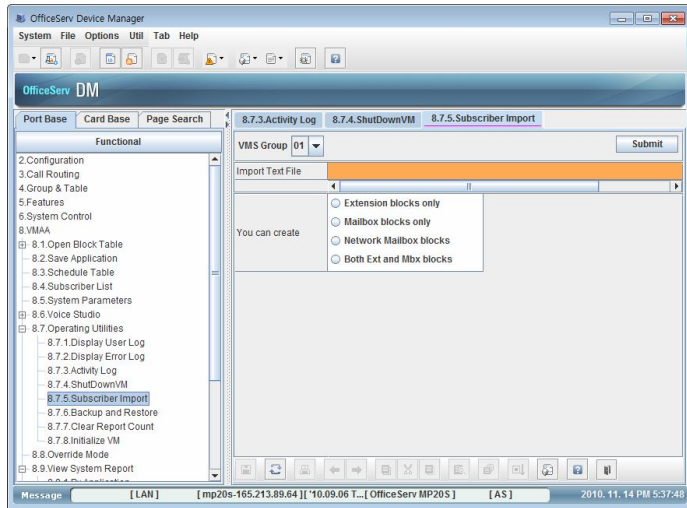 OfficeServ Device Manager
System File Options Util Tab Help
OfficeServ DM
Port Base Card Base Page Search
Functional
2.Configuration
3.Call Routing
4.Group & Table
5.Features
6.System Control
8.VMAA
8.1.Open Block Table
8.2.Save Application
8.3.Schedule Table
8.4.Subscriber List
8.5.System Parameters
8.6.Voice Studio
8.7.Operating Utilities
8.7.1.Display User Log
8.7.2.Display Error Log
8.7.3.Activity Log
8.7.4.ShutDownVM
8.7.5.Subscriber Import
8.7.6.Backup and Restore
8.7.7.Clear Report Count
8.7.8.Initialize VM
8.8.Override Mode
8.9.View System Report
8.7.3.Activity Log 8.7.4.ShutDownVM 8.7.5.Subscriber Import
VMS Group 01 Submit
Import Text File
You can create
Extension blocks only
Mailbox blocks only
Network Mailbox blocks
Both Ext and Mbx blocks
Message [ LAN ] [ mp20s-165.213.89.64 ][ '10.09.06 T...[ OfficeServ MP20S ] [ AS ] 2010. 11. 14 PM 5:37:48